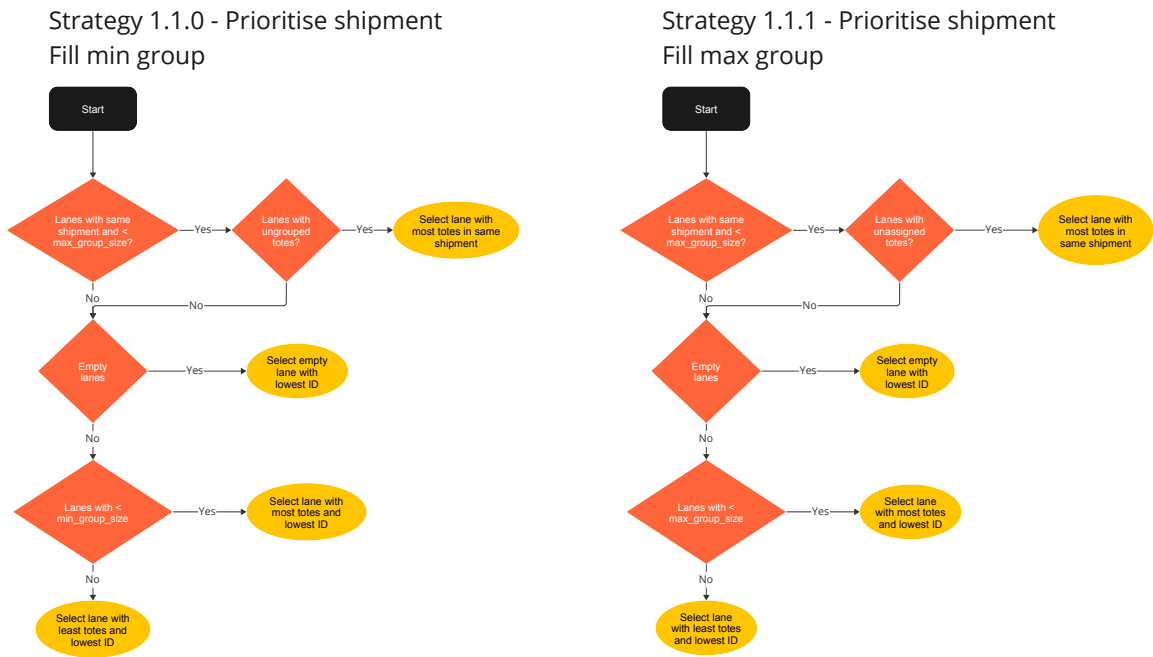 Strategy 1.1.0 - Prioritise shipment
Fill min group
Start
Lanes with same
shipment and <
max_group_size?
Yes
Lanes with
ungrouped
totes?
Yes
Select lane with
most totes in same
shipment
No
No
Empty
lanes
Yes
Select empty
lane with
lowest ID
No
Lanes with <
min_group_size
Yes
Select lane with
most totes and
lowest ID
No
Select lane with
least totes and
lowest ID
Strategy 1.1.1 - Prioritise shipment
Fill max group
Start
Lanes with same
shipment and <
max_group_size?
Yes
Lanes with
unassigned
totes?
Yes
Select lane with
most totes in
same shipment
No
No
Empty
lanes
Yes
Select empty
lane with
lowest ID
No
Lanes with <
max_group_size
Yes
Select lane
with most totes
and lowest ID
No
Select lane
with least totes
and lowest ID